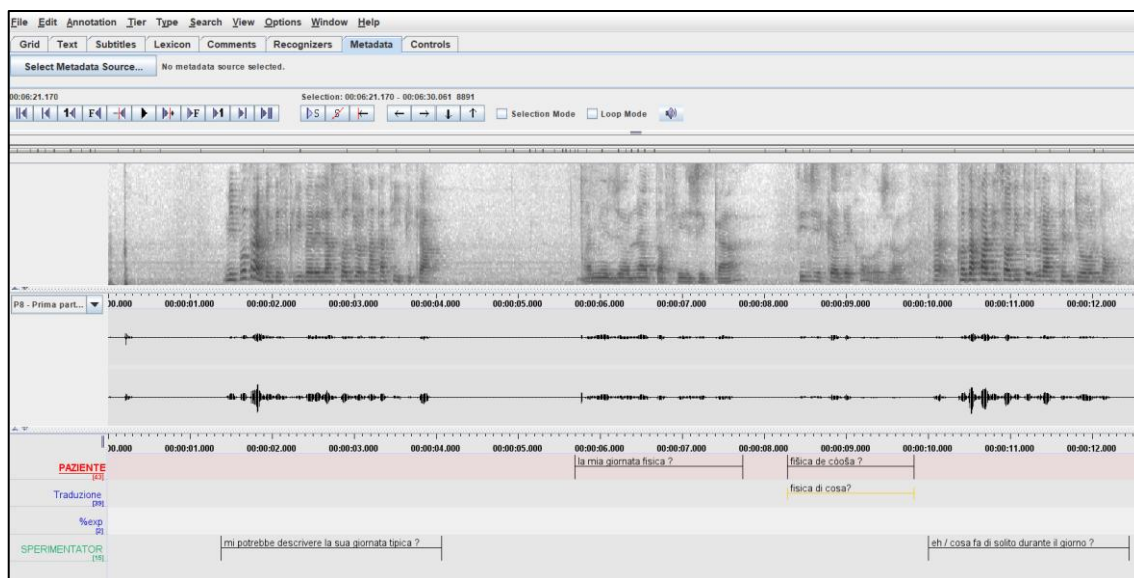 File Edit Annotation Tier Type Search View Options Window Help
Grid Text Subtitles Lexicon Comments Recognizers Metadata Controls
Select Metadata Source... No metadata source selected.
00:06:21.170 Selection: 00:06:21.170 - 00:06:30.061 8891
1 F F 1 S S Selection Mode Loop Mode
P8 - Prima part... 00.000 00:00:01.000 00:00:02.000 00:00:03.000 00:00:04.000 00:00:05.000 00:00:06.000 00:00:07.000 00:00:08.000 00:00:09.000 00:00:10.000 00:00:11.000 00:00:12.000
00.000 00:00:01.000 00:00:02.000 00:00:03.000 00:00:04.000 00:00:05.000 00:00:06.000 00:00:07.000 00:00:08.000 00:00:09.000 00:00:10.000 00:00:11.000 00:00:12.000
PAZIENTE la mia giornata fisica ? fišica de còoša ?
[43]
Traduzione fisica di cosa?
[39]
%exp
[2]
SPERIMENTATOR mi potrebbe descrivere la sua giornata tipica ? eh / cosa fa di solito durante il giorno ?
[15]